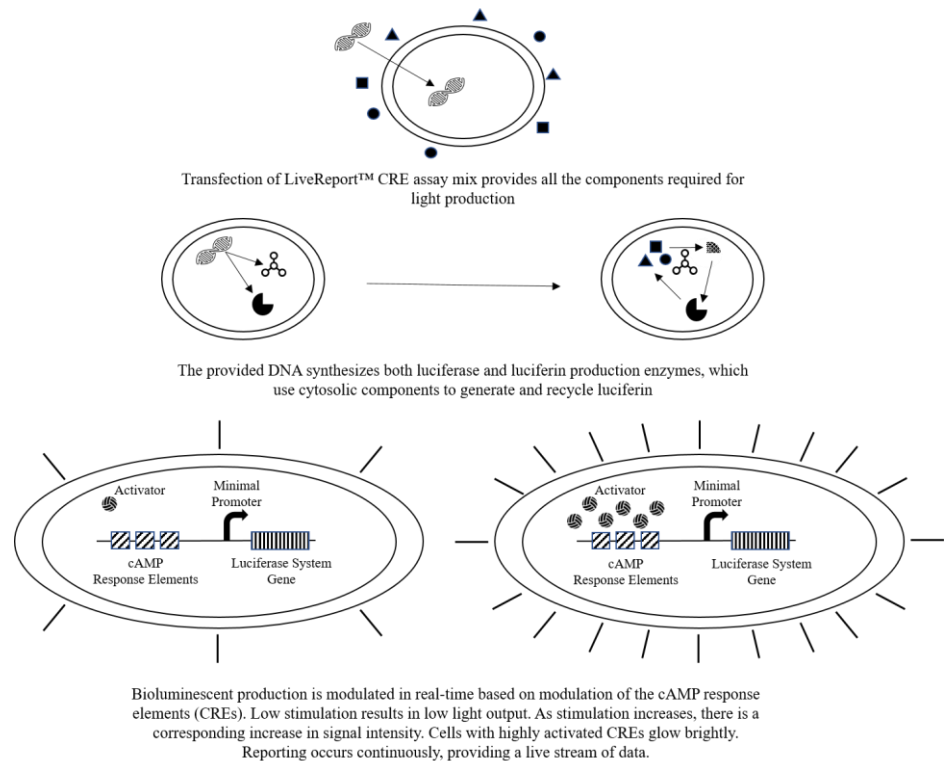 Transfection of LiveReport™ CRE assay mix provides all the components required for
light production
The provided DNA synthesizes both luciferase and luciferin production enzymes, which
use cytosolic components to generate and recycle luciferin
Activator
Minimal
Promoter
cAMP
Response Elements
Luciferase System
Gene
Activator
Minimal
Promoter
cAMP
Response Elements
Luciferase System
Gene
Bioluminescent production is modulated in real-time based on modulation of the cAMP response
elements (CREs). Low stimulation results in low light output. As stimulation increases, there is a
corresponding increase in signal intensity. Cells with highly activated CREs glow brightly.
Reporting occurs continuously, providing a live stream of data.